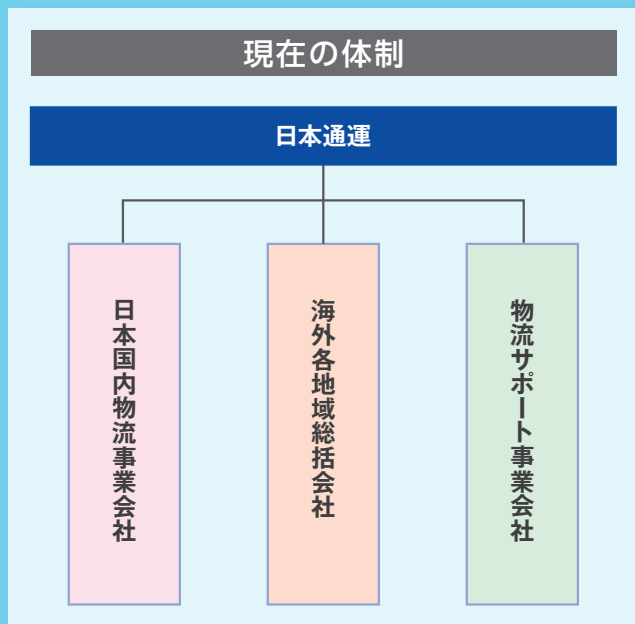 現在の体制
日本通運
日本国内物流事業会社
海外各地域総括会社
物流サポート事業会社